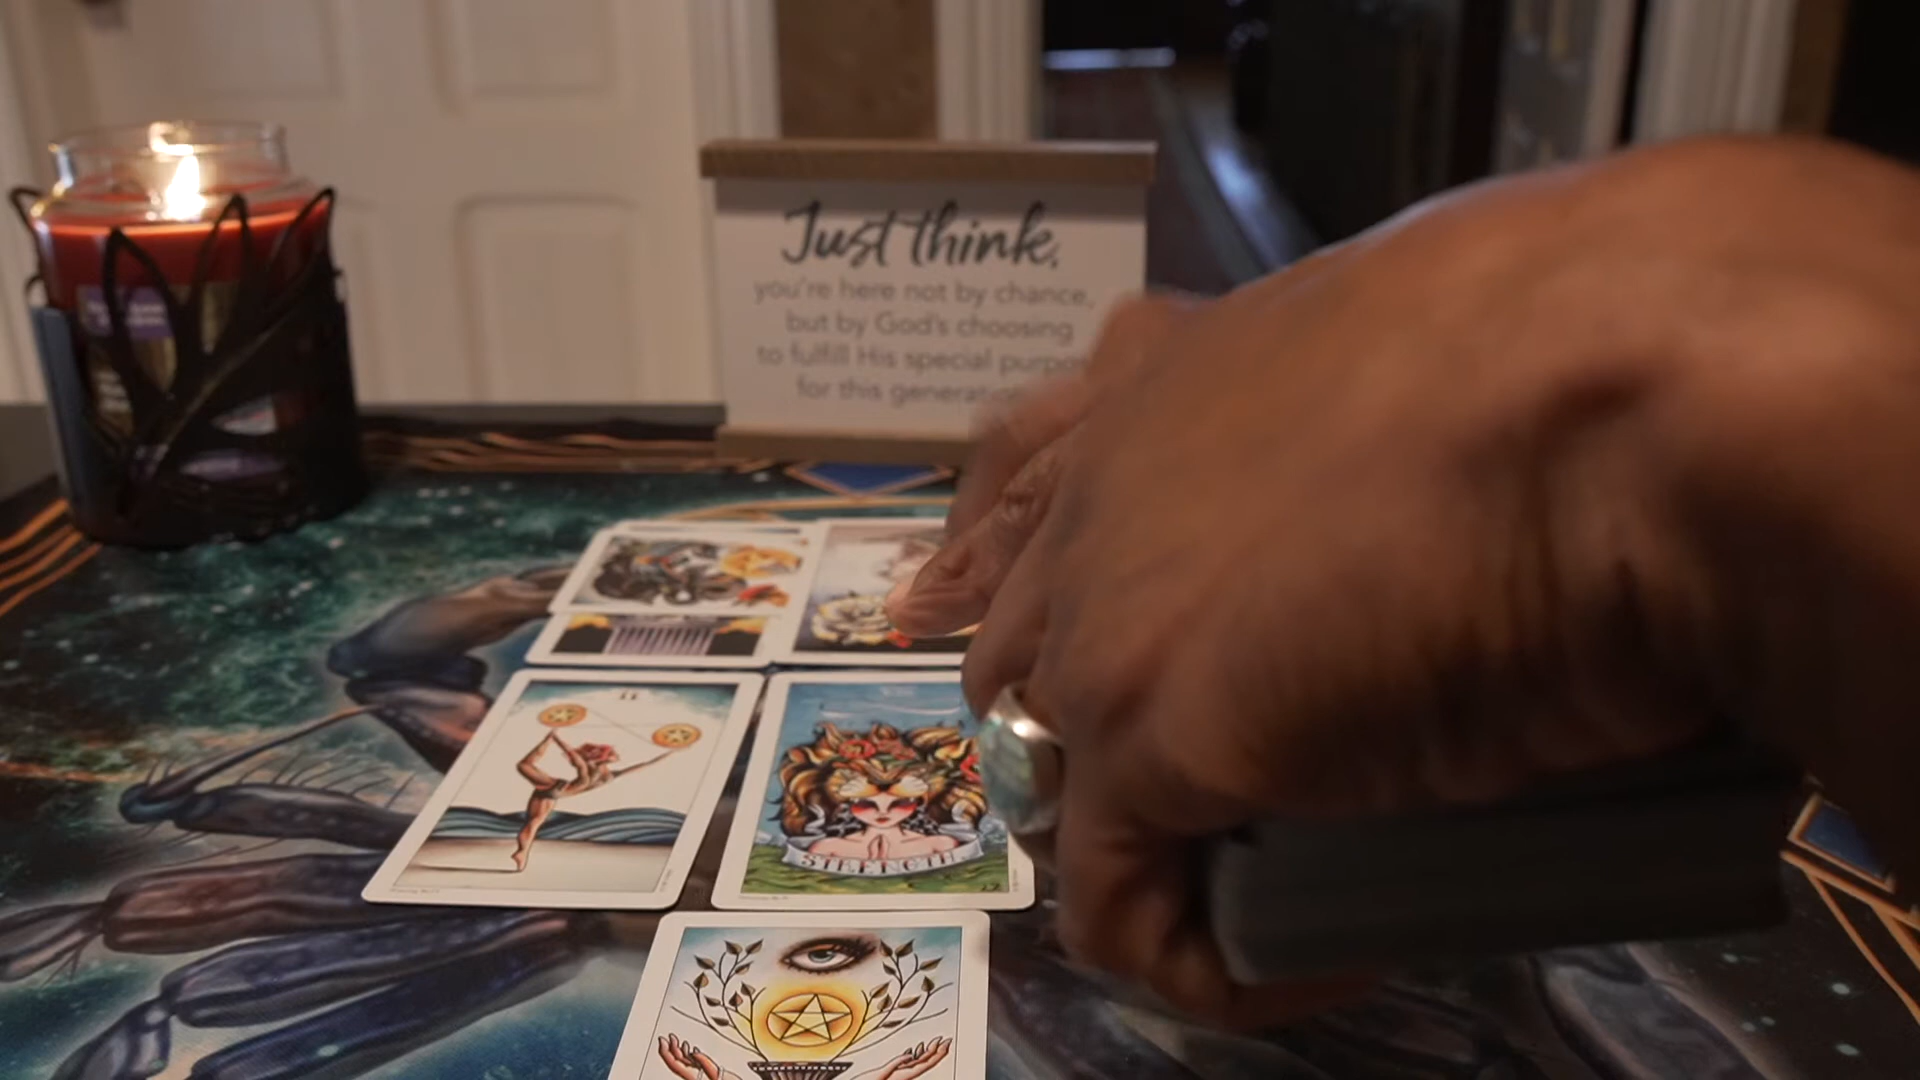 Just think,
you're here not by chance,
but by God's choosing
to fulfill His special
for this
II
STRENGTH